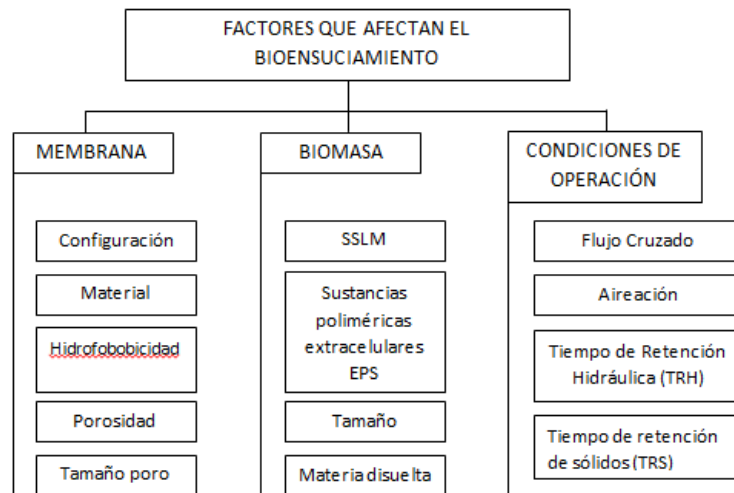 FACTORES QUE AFECTAN EL
BIOENSUCIAMIENTO
MEMBRANA
Configuración
Material
Hidrofobobicidad
Porosidad
Tamaño poro
BIOMASA
SSLM
Sustancias
poliméricas
extracelulares
EPS
Tamaño
Materia disuelta
CONDICIONES DE
OPERACIÓN
Flujo Cruzado
Aireación
Tiempo de Retención
Hidráulica (TRH)
Tiempo de retención
de sólidos (TRS)